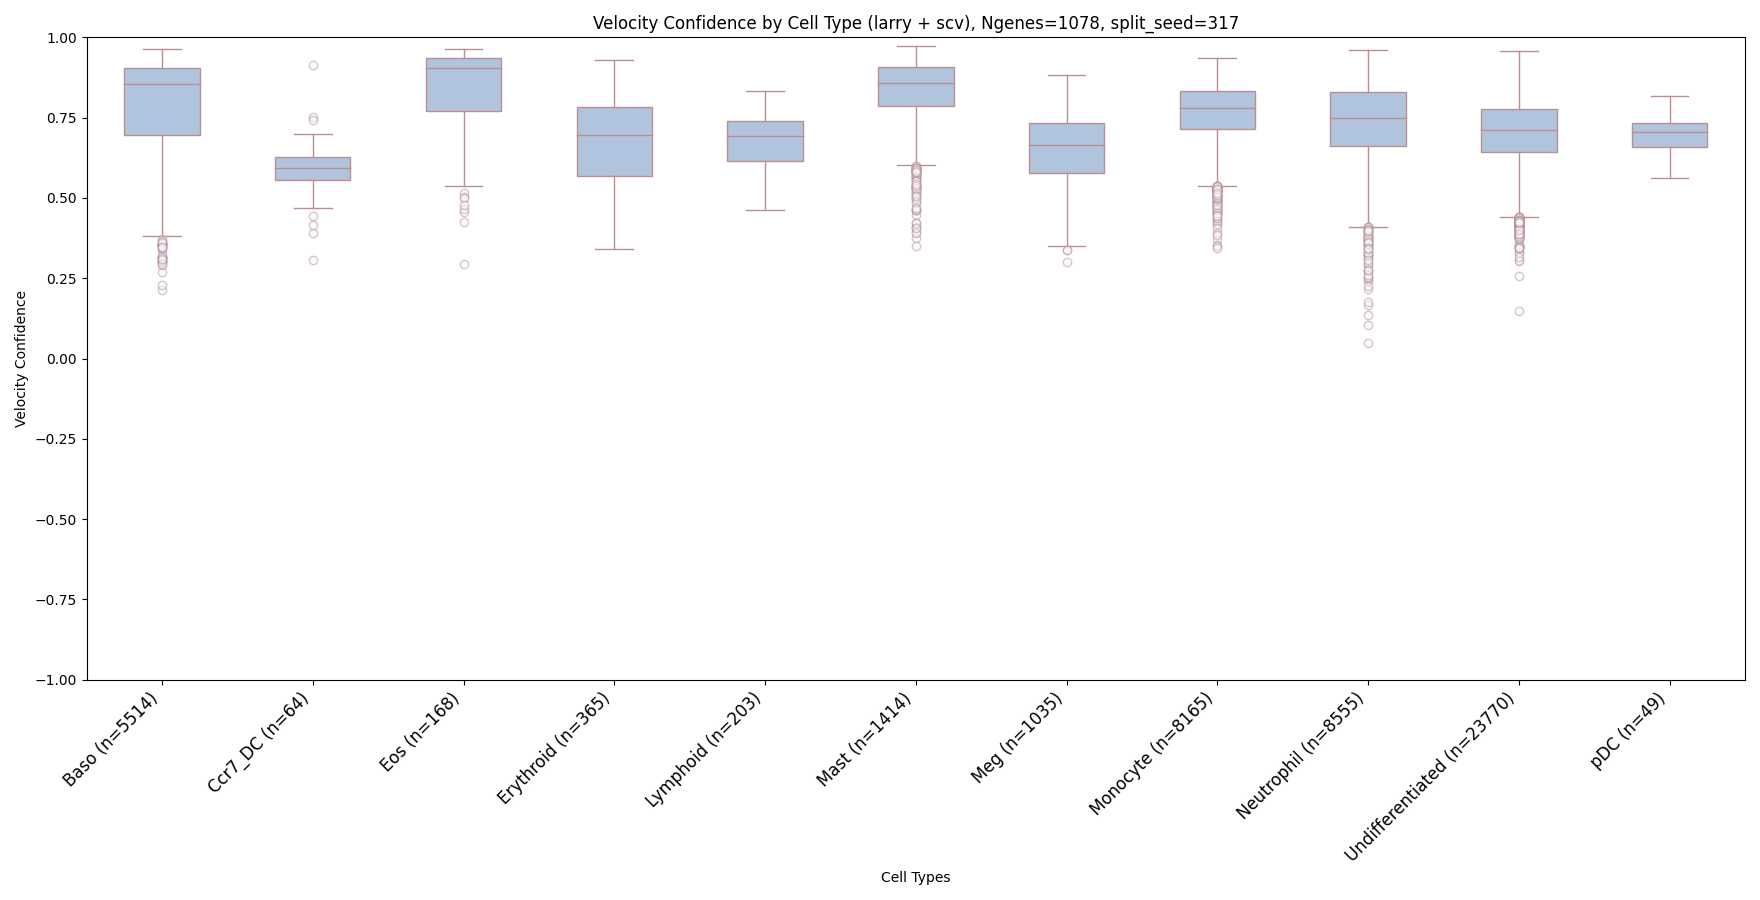 Velocity Confidence by Cell Type (larry + scv), Ngenes=1078, split_seed=317
Velocity Confidence
1.00
0.75
0.50
0.25
0.00
−0.25
−0.50
−0.75
−1.00
Baso (n=5514)
Ccr7_DC (n=64)
Eos (n=168)
Erythroid (n=365)
Lymphoid (n=203)
Mast (n=1414)
Meg (n=1035)
Monocyte (n=8165)
Neutrophil (n=8555)
Undifferentiated (n=23770)
pDC (n=49)
Cell Types